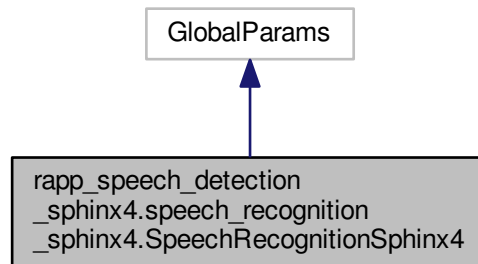 GlobalParams
rapp_speech_detection
_sphinx4.speech_recognition
_sphinx4.SpeechRecognitionSphinx4